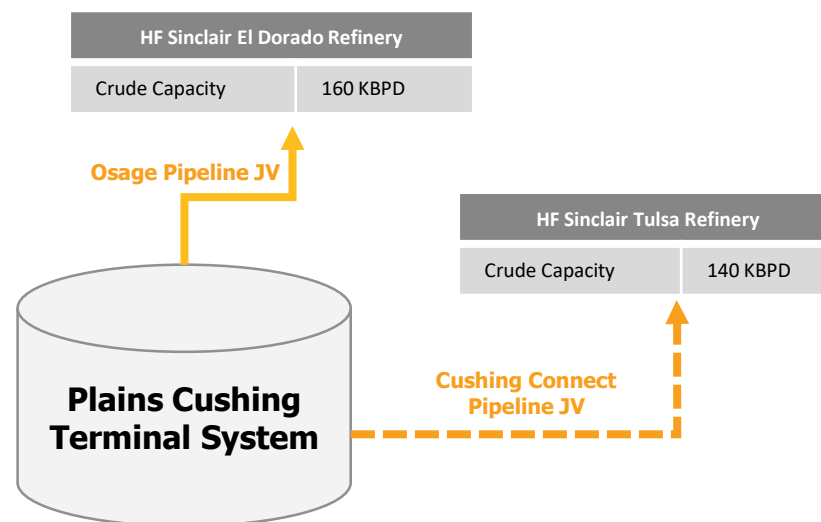 HF Sinclair El Dorado Refinery
Crude Capacity 160 KBPD
Osage Pipeline JV
HF Sinclair Tulsa Refinery
Crude Capacity 140 KBPD
Cushing Connect
Pipeline JV
Plains Cushing
Terminal System